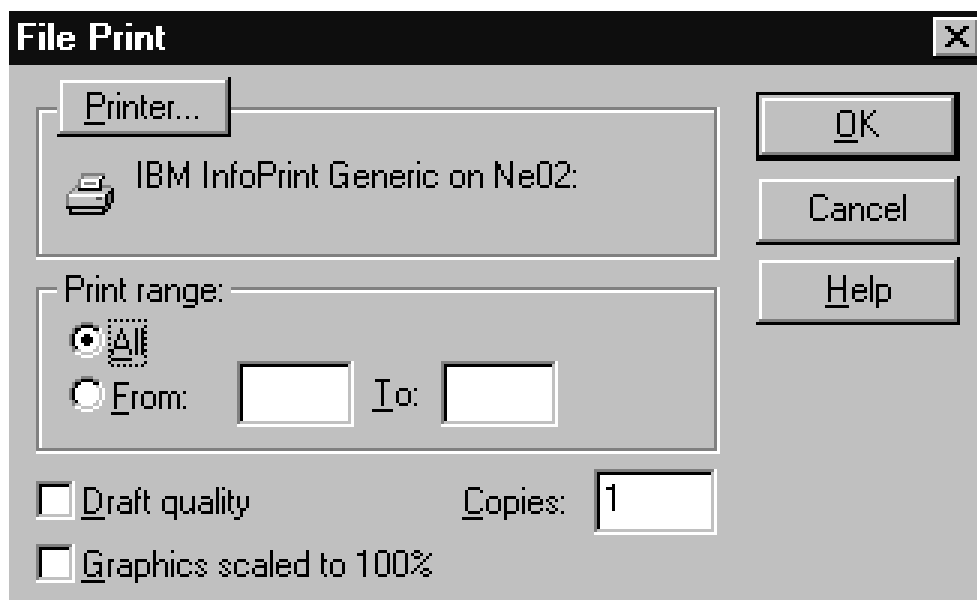 File Print
Printer...
IBM InfoPrint Generic on Ne02:
OK
Cancel
Help
Print range:
All
From: To:
Draft quality Copies: 1
Graphics scaled to 100%